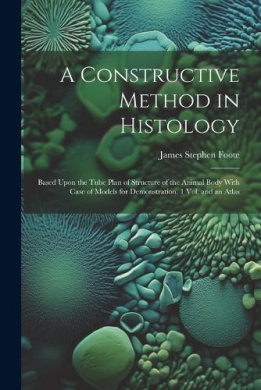 A Constructive
Method in
Histology
James Stephen Foote
Based Upon the Tube Plan of Structure of the Animal Body With
Case of Models for Demonstration. 1 Vol. and an Atlas